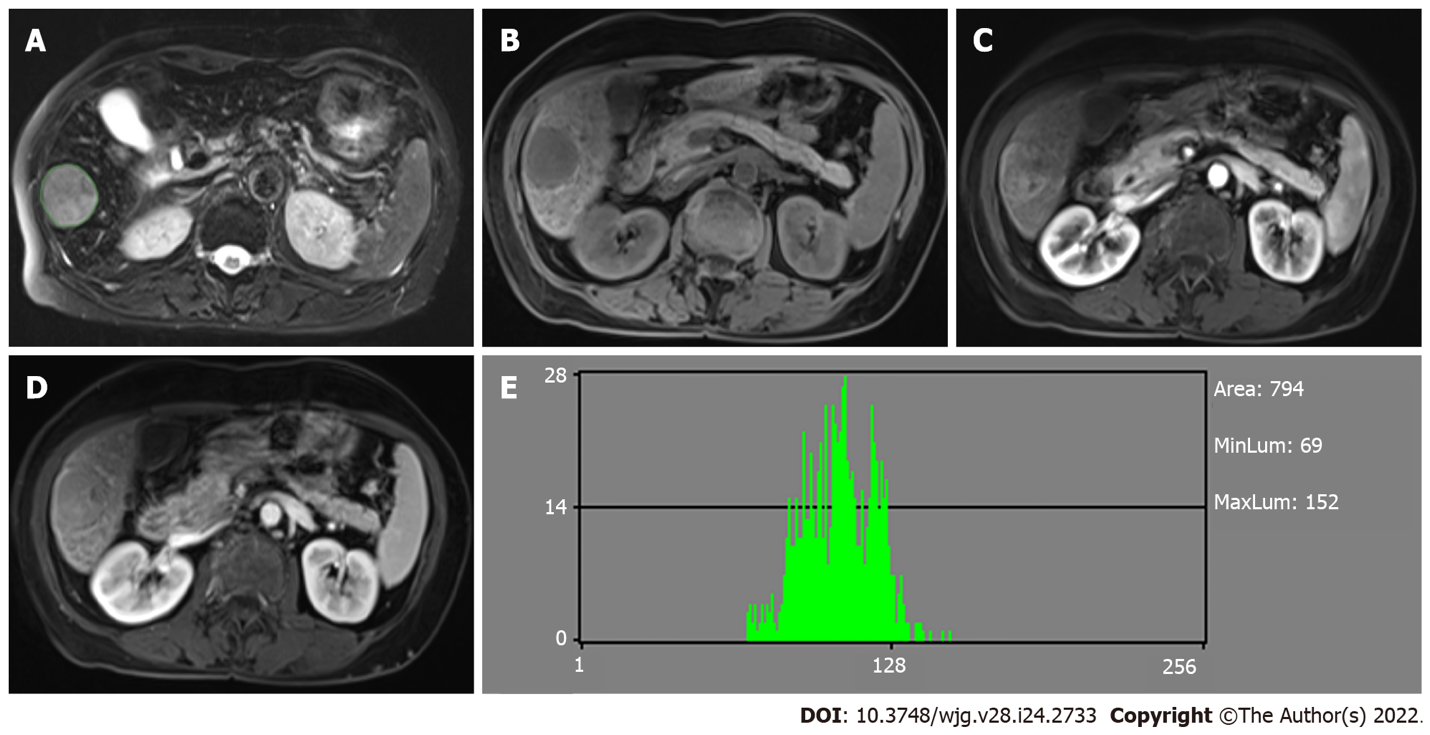 A
B
C
D
E
28
14
0
1
128
256
Area: 794
MinLum: 69
MaxLum: 152
DOI: 10.3748/wjg.v28.i24.2733 Copyright ©The Author(s) 2022.